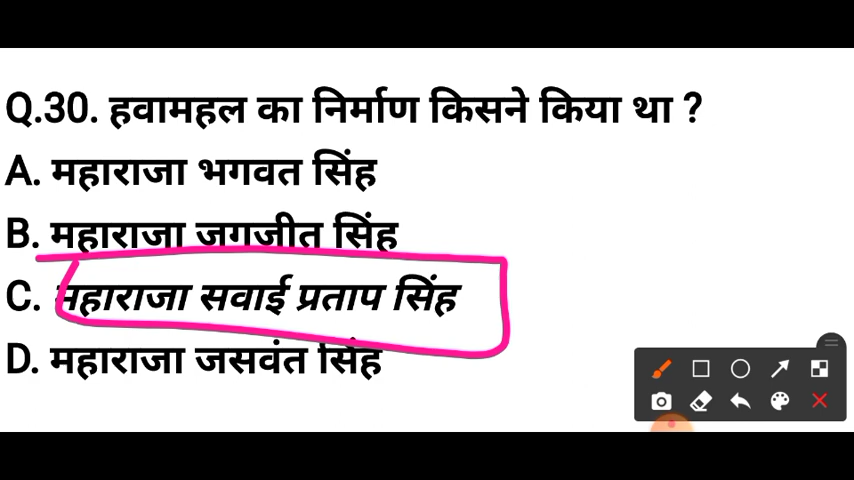 Q.30. हवामहल का निर्माण किसने किया था ?
A. महाराजा भगवत सिंह
B. महाराजा जगजीत सिंह
C. महाराजा सवाई प्रताप सिंह
D. महाराजा जसवंत सिंह